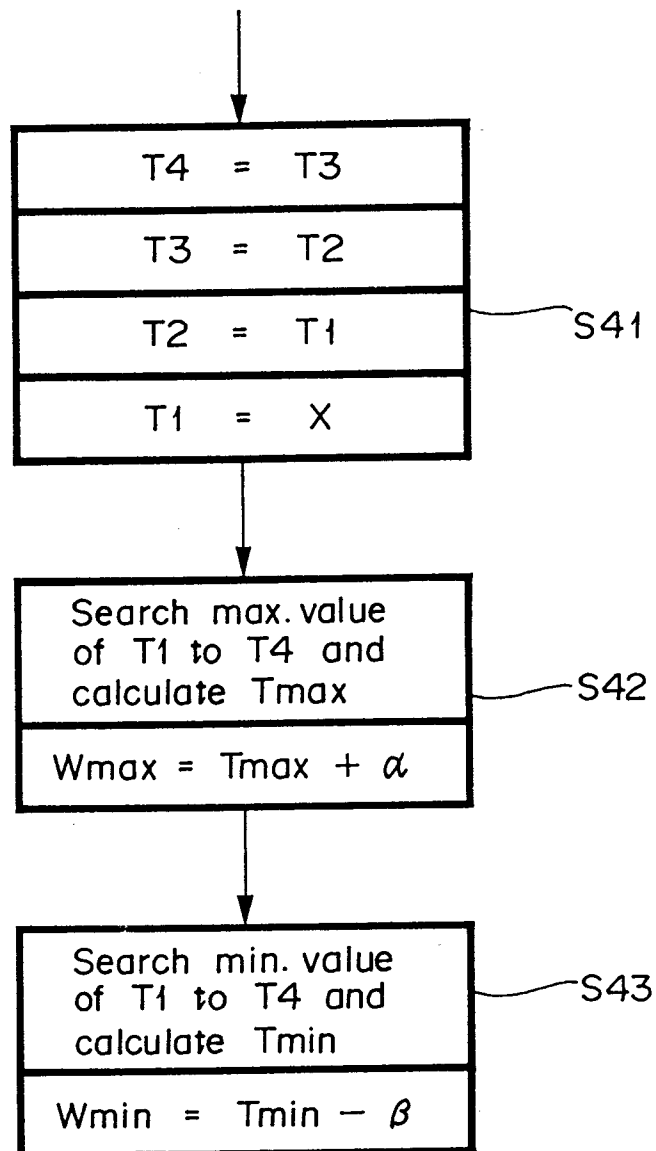 T4 = T3
T3 = T2
T2 = T1
S41
T1 = X
Search max. value
of T1 to T4 and
calculate Tmax
S42
Wmax = Tmax + α
Search min. value
of T1 to T4 and
calculate Tmin
S43
Wmin = Tmin − β